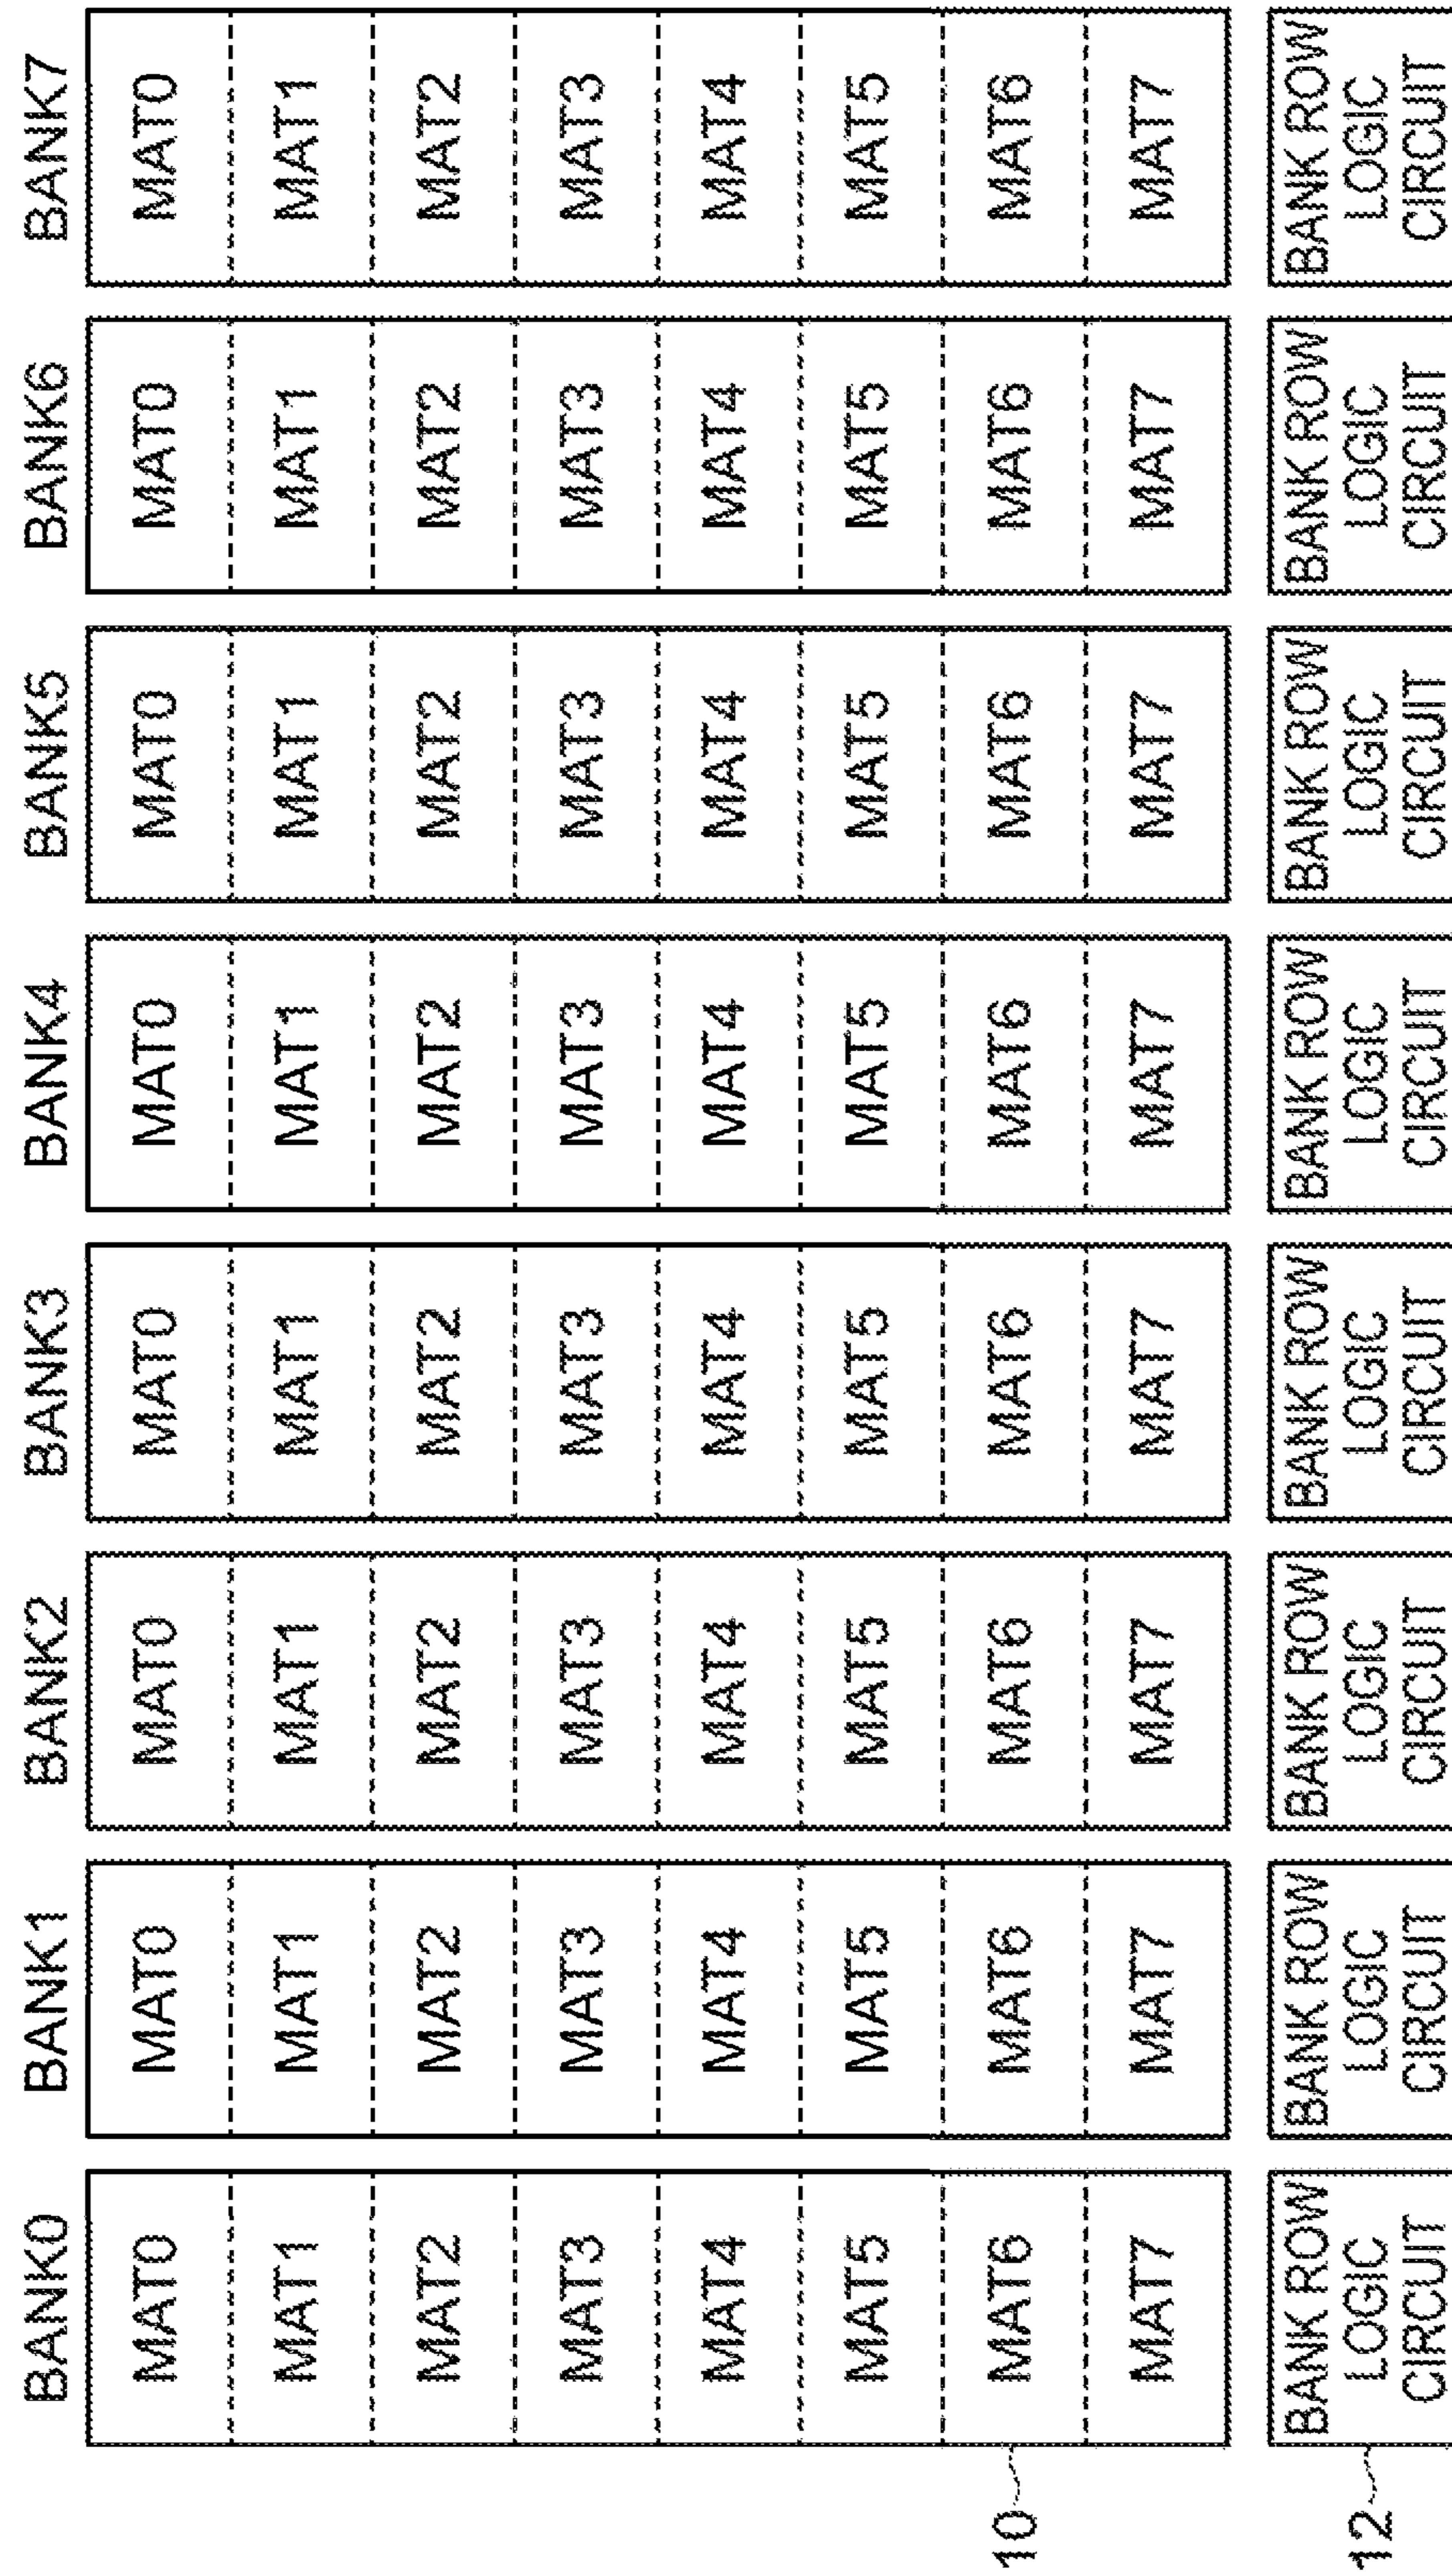 BANK0 BANK1 BANK2 BANK3 BANK4 BANK5 BANK6 BANK7
MAT0 MAT0 MAT0 MAT0 MAT0 MAT0 MAT0 MAT0
MAT1 MAT1 MAT1 MAT1 MAT1 MAT1 MAT1 MAT1
MAT2 MAT2 MAT2 MAT2 MAT2 MAT2 MAT2 MAT2
MAT3 MAT3 MAT3 MAT3 MAT3 MAT3 MAT3 MAT3
MAT4 MAT4 MAT4 MAT4 MAT4 MAT4 MAT4 MAT4
MAT5 MAT5 MAT5 MAT5 MAT5 MAT5 MAT5 MAT5
10 MAT6 MAT6 MAT6 MAT6 MAT6 MAT6 MAT6 MAT6
MAT7 MAT7 MAT7 MAT7 MAT7 MAT7 MAT7 MAT7
BANK ROW BANK ROW BANK ROW BANK ROW BANK ROW BANK ROW BANK ROW BANK ROW
12 LOGIC LOGIC LOGIC LOGIC LOGIC LOGIC LOGIC LOGIC
CIRCUIT CIRCUIT CIRCUIT CIRCUIT CIRCUIT CIRCUIT CIRCUIT CIRCUIT